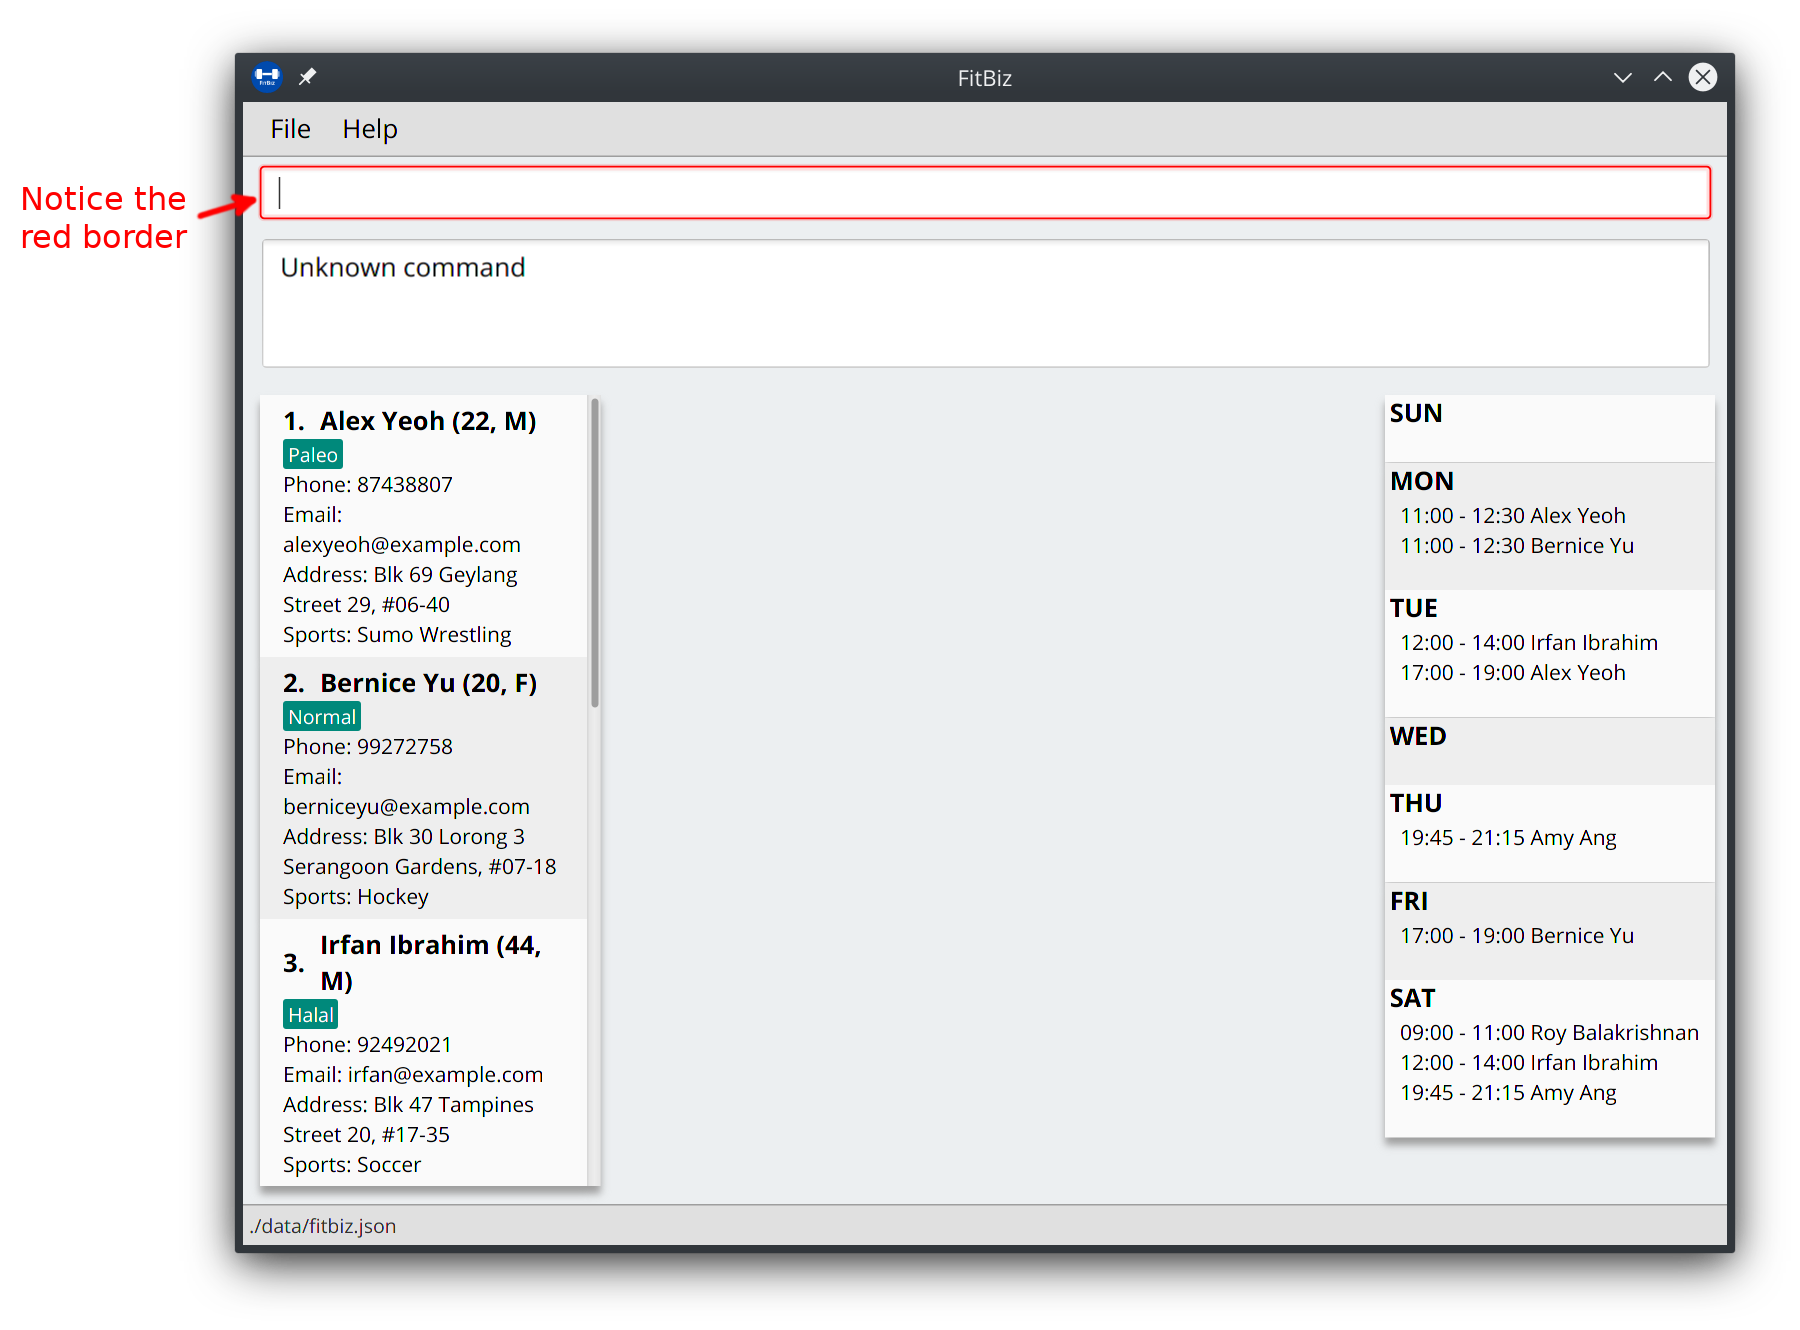 FitBiz
FitBiz
File Help
Notice the
red border
Unknown command
1. Alex Yeoh (22, M)
Paleo
Phone: 87438807
Email:
alexyeoh@example.com
Address: Blk 69 Geylang
Street 29, #06-40
Sports: Sumo Wrestling
2. Bernice Yu (20, F)
Normal
Phone: 99272758
Email:
berniceyu@example.com
Address: Blk 30 Lorong 3
Serangoon Gardens, #07-18
Sports: Hockey
3. Irfan Ibrahim (44,
M)
Halal
Phone: 92492021
Email: irfan@example.com
Address: Blk 47 Tampines
Street 20, #17-35
Sports: Soccer
SUN
MON
11:00 - 12:30 Alex Yeoh
11:00 - 12:30 Bernice Yu
TUE
12:00 - 14:00 Irfan Ibrahim
17:00 - 19:00 Alex Yeoh
WED
THU
19:45 - 21:15 Amy Ang
FRI
17:00 - 19:00 Bernice Yu
SAT
09:00 - 11:00 Roy Balakrishnan
12:00 - 14:00 Irfan Ibrahim
19:45 - 21:15 Amy Ang
./data/fitbiz.json